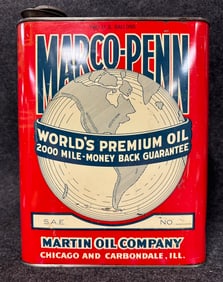 MARCO-PENN
WORLD'S PREMIUM OIL
2000 MILE-MONEY BACK GUARANTEE
S.A.E. NO
MARTIN OIL COMPANY
CHICAGO AND CARBONDALE, ILL.